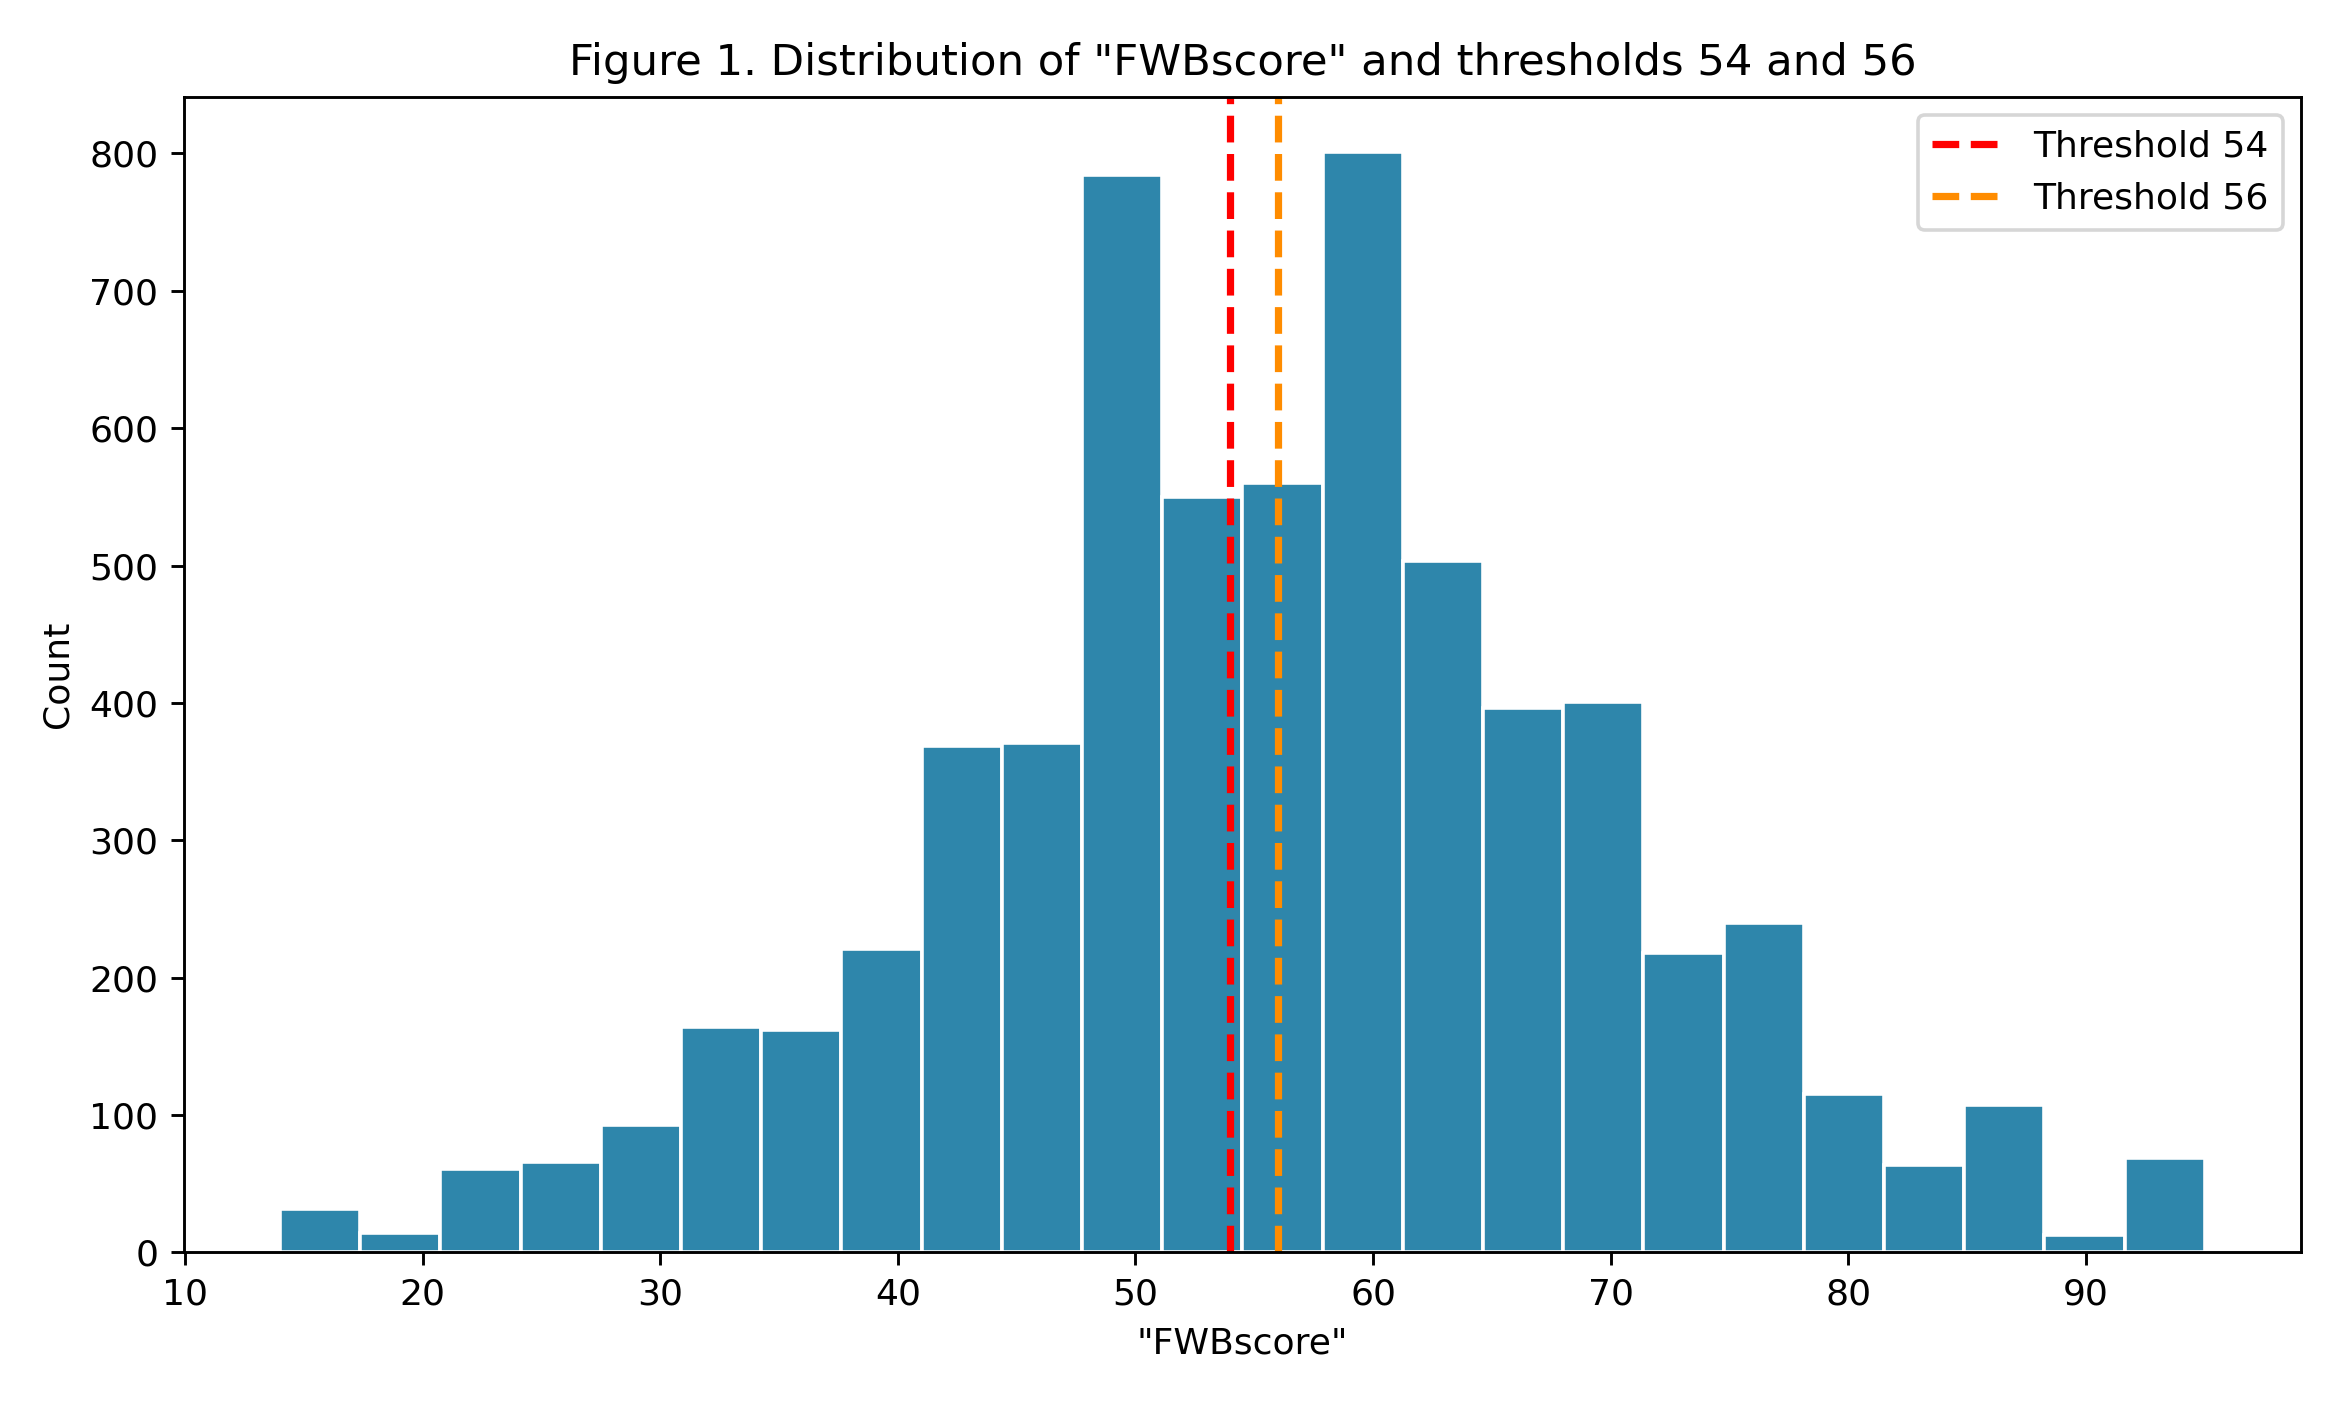 Figure 1. Distribution of "FWBscore" and thresholds 54 and 56
Threshold 54
Threshold 56
800
700
600
500
400
300
200
100
0
Count
10 20 30 40 50 60 70 80 90
"FWBscore"